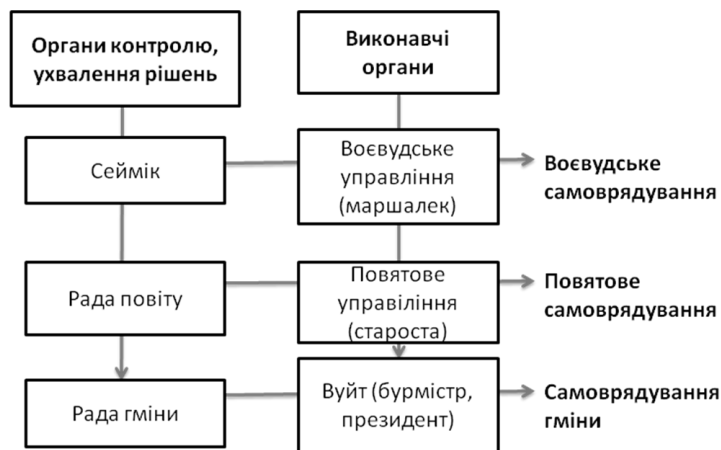 Органи контролю,
ухвалення рішень
Виконавчі
органи
Сеймік
Воєвудське
управління
(маршалек)
Воєвудське
самоврядування
Рада повіту
Повятове
управіління
(староста)
Повятове
самоврядування
Рада гміни
Вуйт (бурмістр,
президент)
Самоврядування
гміни